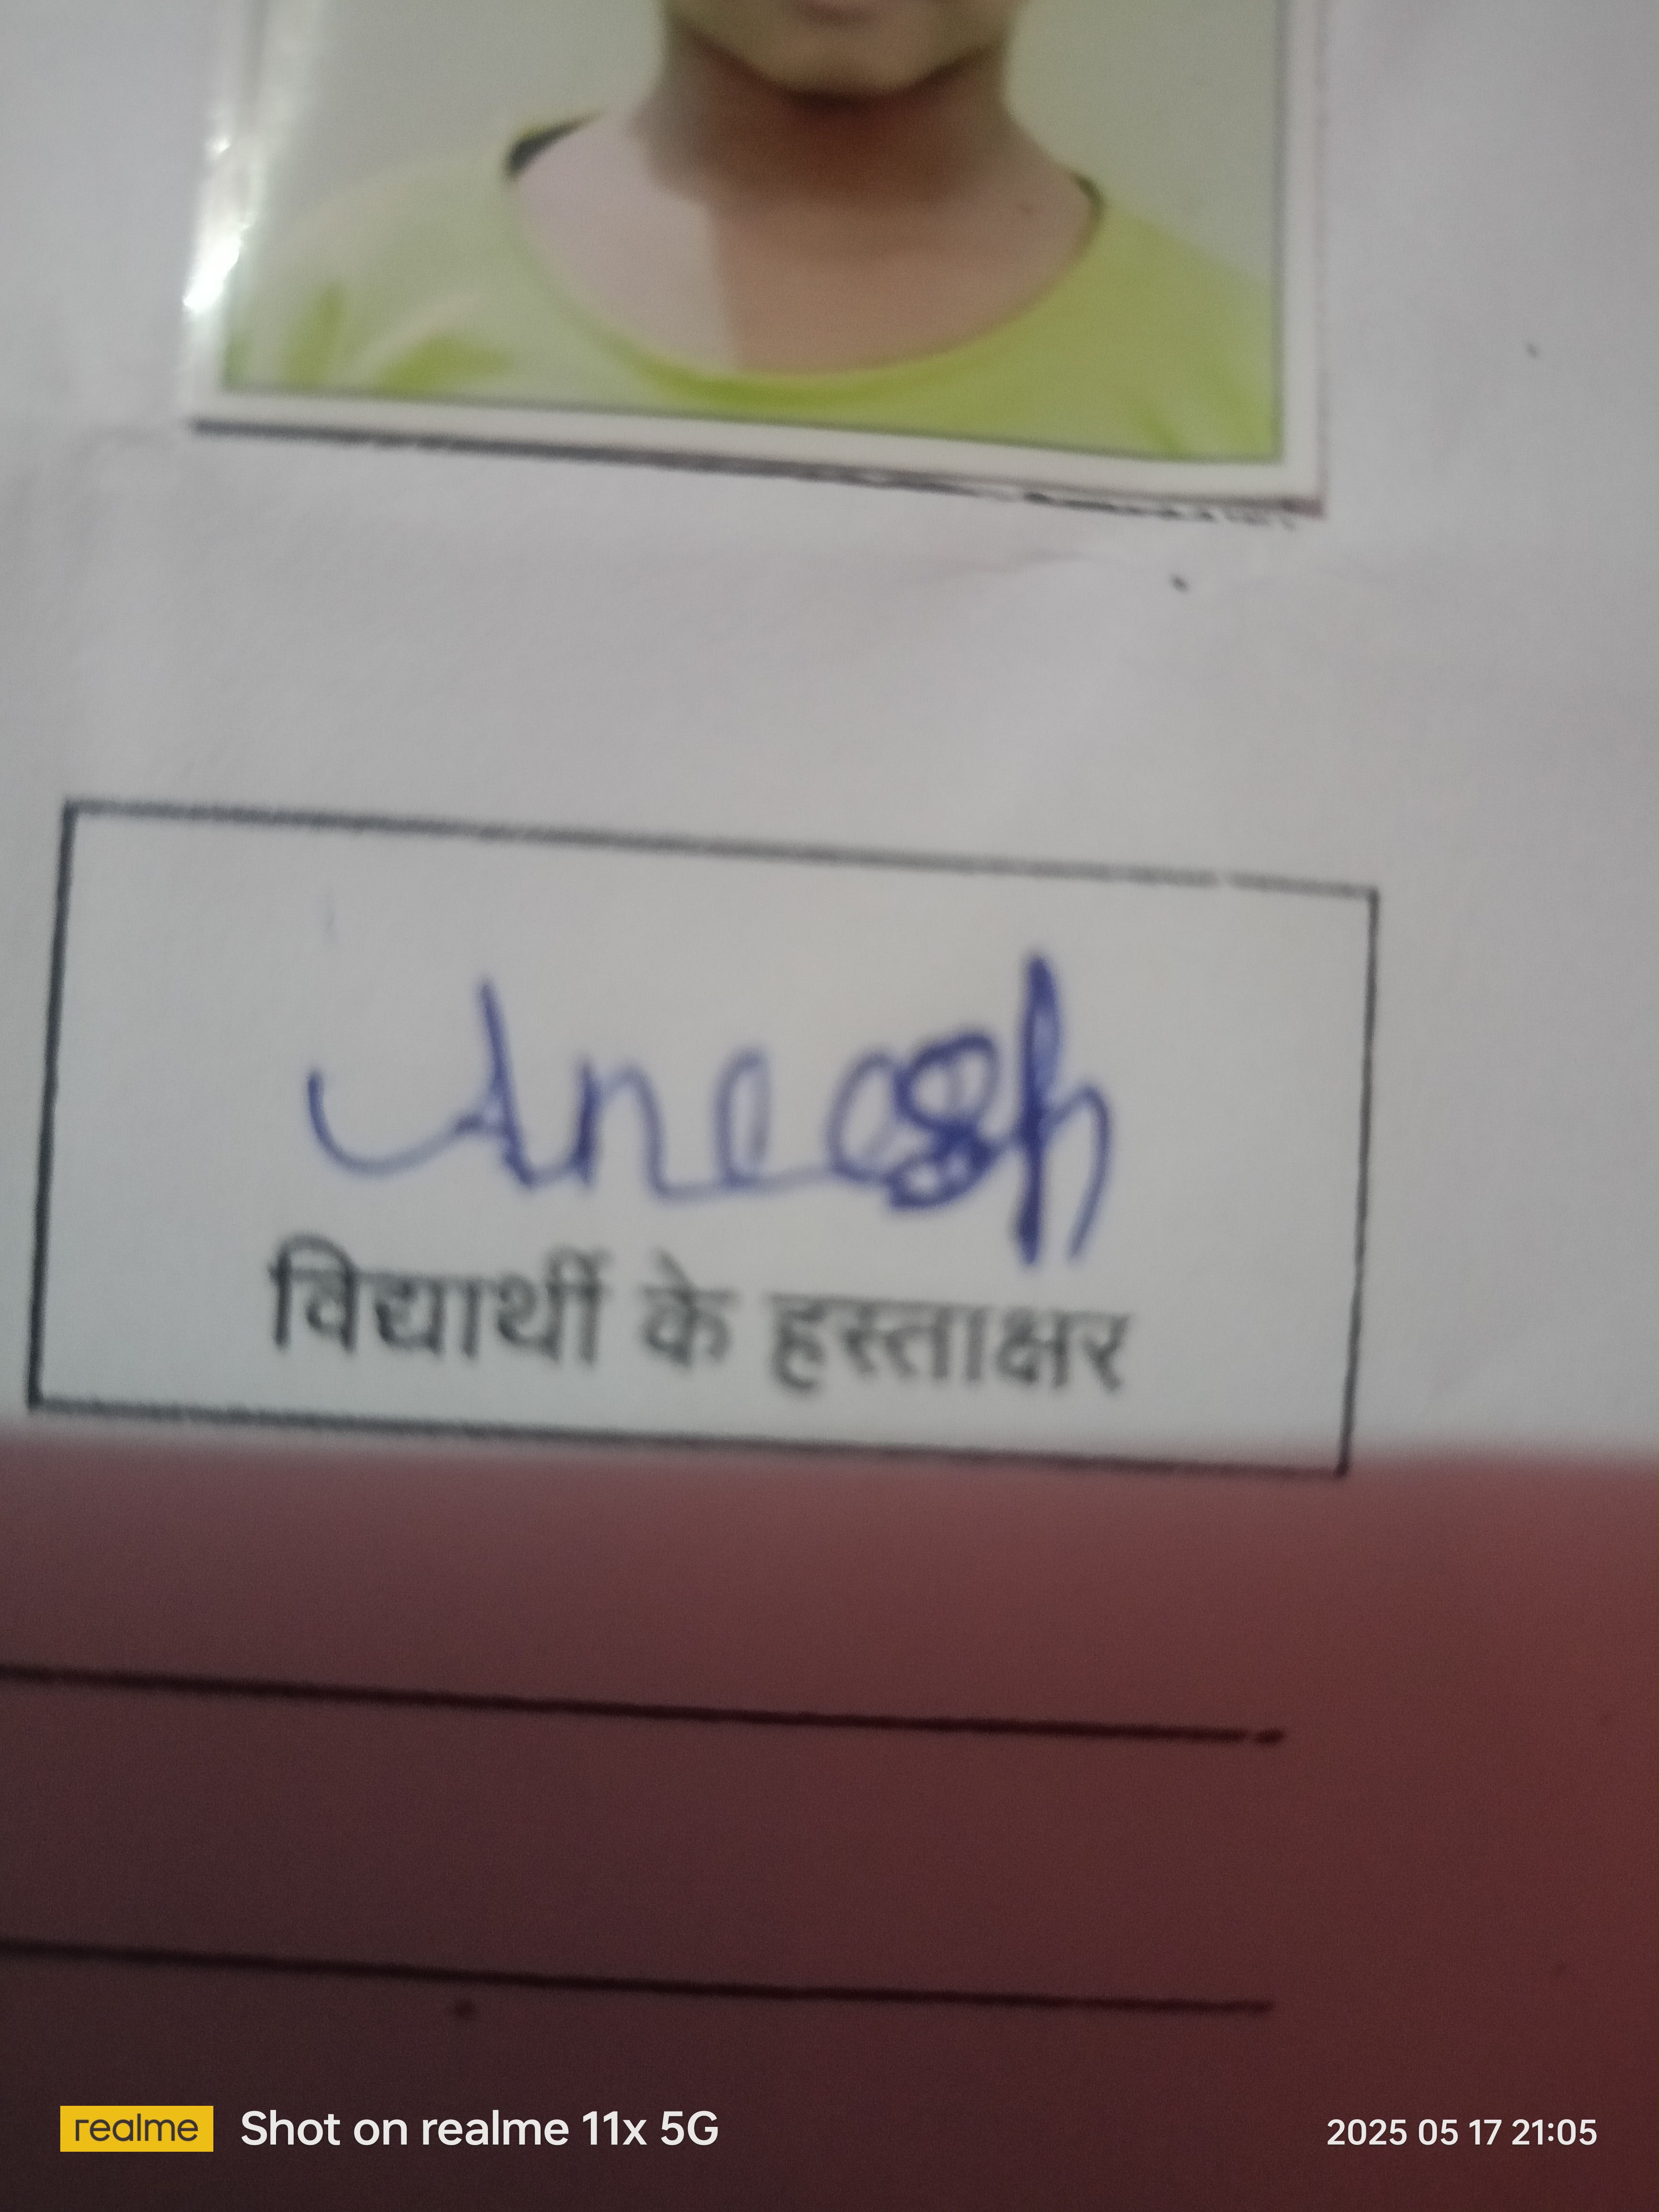 Aneesh
विद्यार्थी के हस्ताक्षर
realme Shot on realme 11x 5G 2025 05 17 21:05